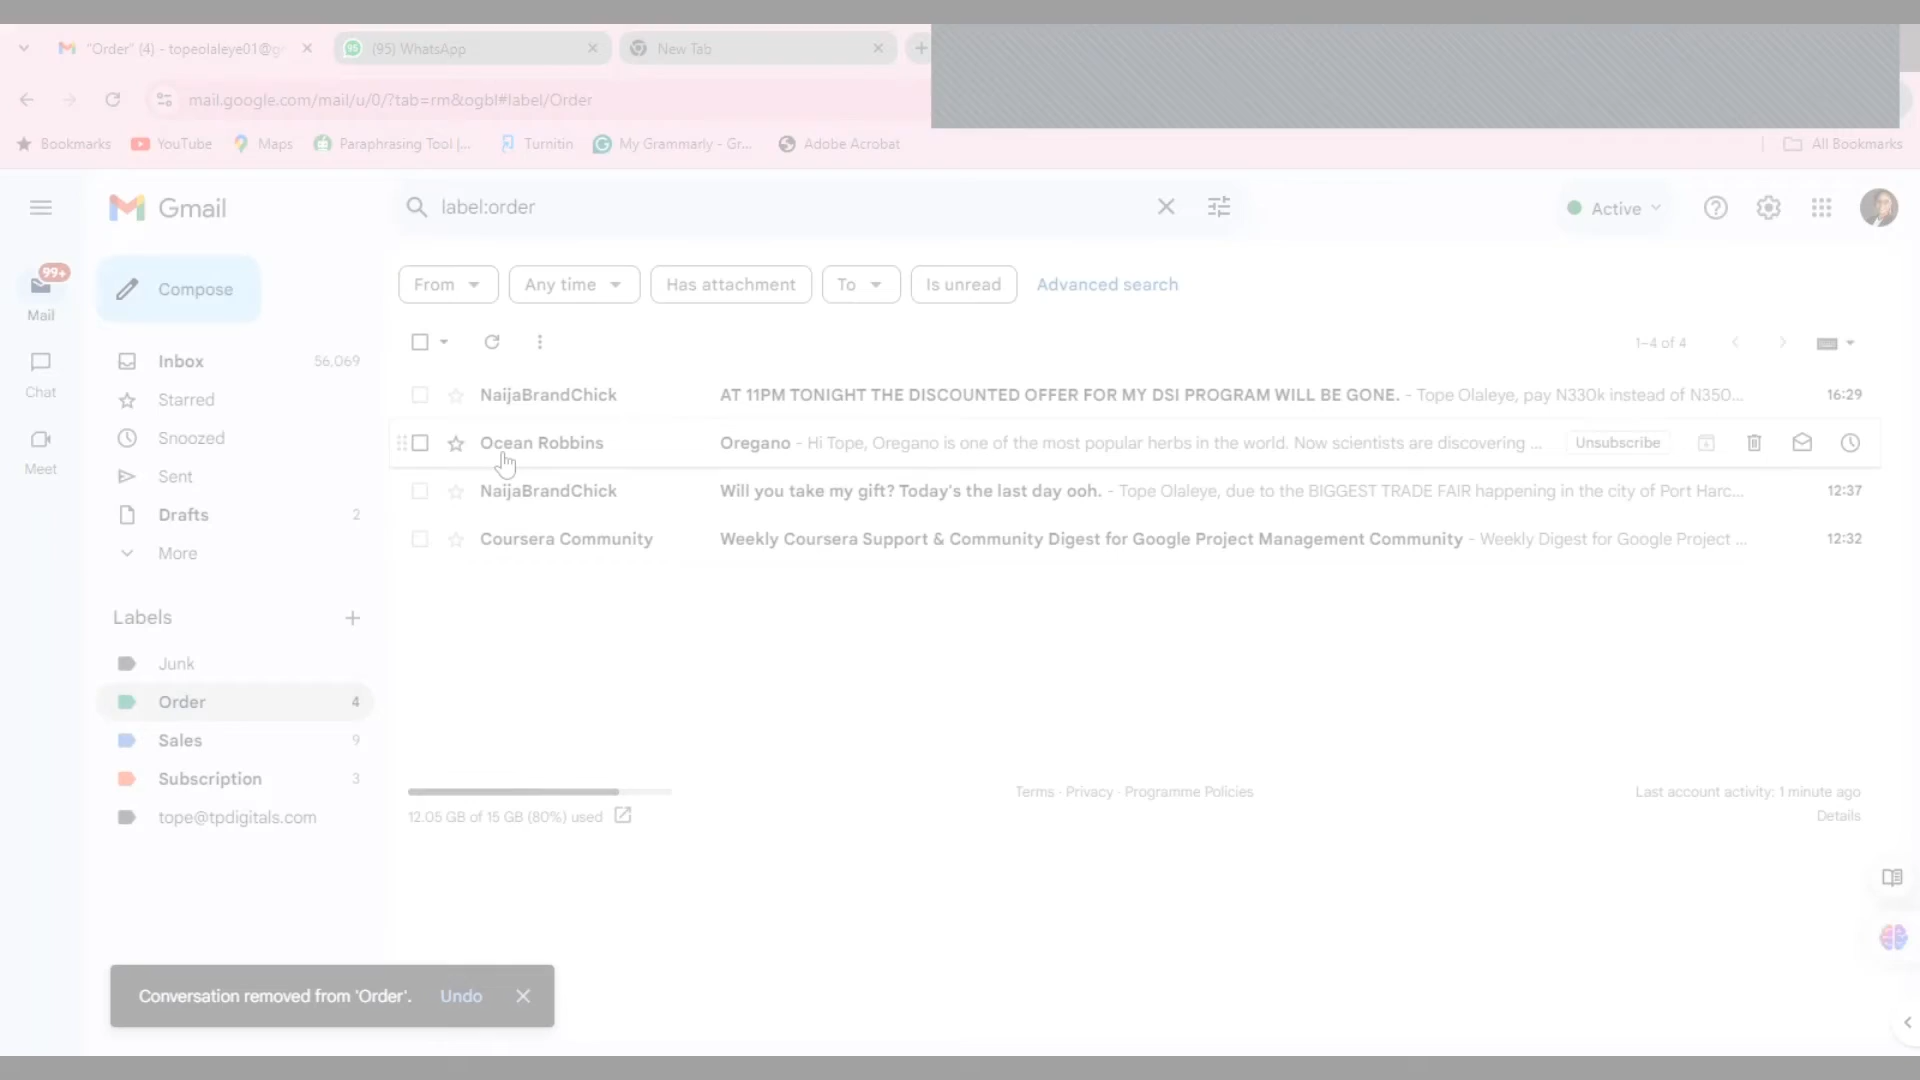 "Order" (4) - topeolaleye01@g
(95) WhatsApp
New Tab
mail.google.com/mail/u/0/?tab=rm&ogbl#label/Order
Bookmarks
YouTube
Maps
Paraphrasing Tool |...
Turnitin
My Grammarly - Gr...
Adobe Acrobat
All Bookmarks
Gmail
label:order
Active
99+
Mail
Chat
Meet
Compose
Inbox 56,069
Starred
Snoozed
Sent
Drafts 2
More
Labels
Junk
Order 4
Sales 9
Subscription 3
tope@tpdigitals.com
From
Any time
Has attachment
To
Is unread
Advanced search
1–4 of 4
NaijaBrandChick AT 11PM TONIGHT THE DISCOUNTED OFFER FOR MY DSI PROGRAM WILL BE GONE. - Tope Olaleye, pay N330k instead of N350... 16:29
Ocean Robbins Oregano - Hi Tope, Oregano is one of the most popular herbs in the world. Now scientists are discovering ... Unsubscribe
NaijaBrandChick Will you take my gift? Today's the last day ooh. - Tope Olaleye, due to the BIGGEST TRADE FAIR happening in the city of Port Harc... 12:37
Coursera Community Weekly Coursera Support & Community Digest for Google Project Management Community - Weekly Digest for Google Project ... 12:32
12.05 GB of 15 GB (80%) used
Terms · Privacy · Programme Policies
Last account activity: 1 minute ago
Details
Conversation removed from 'Order'. Undo